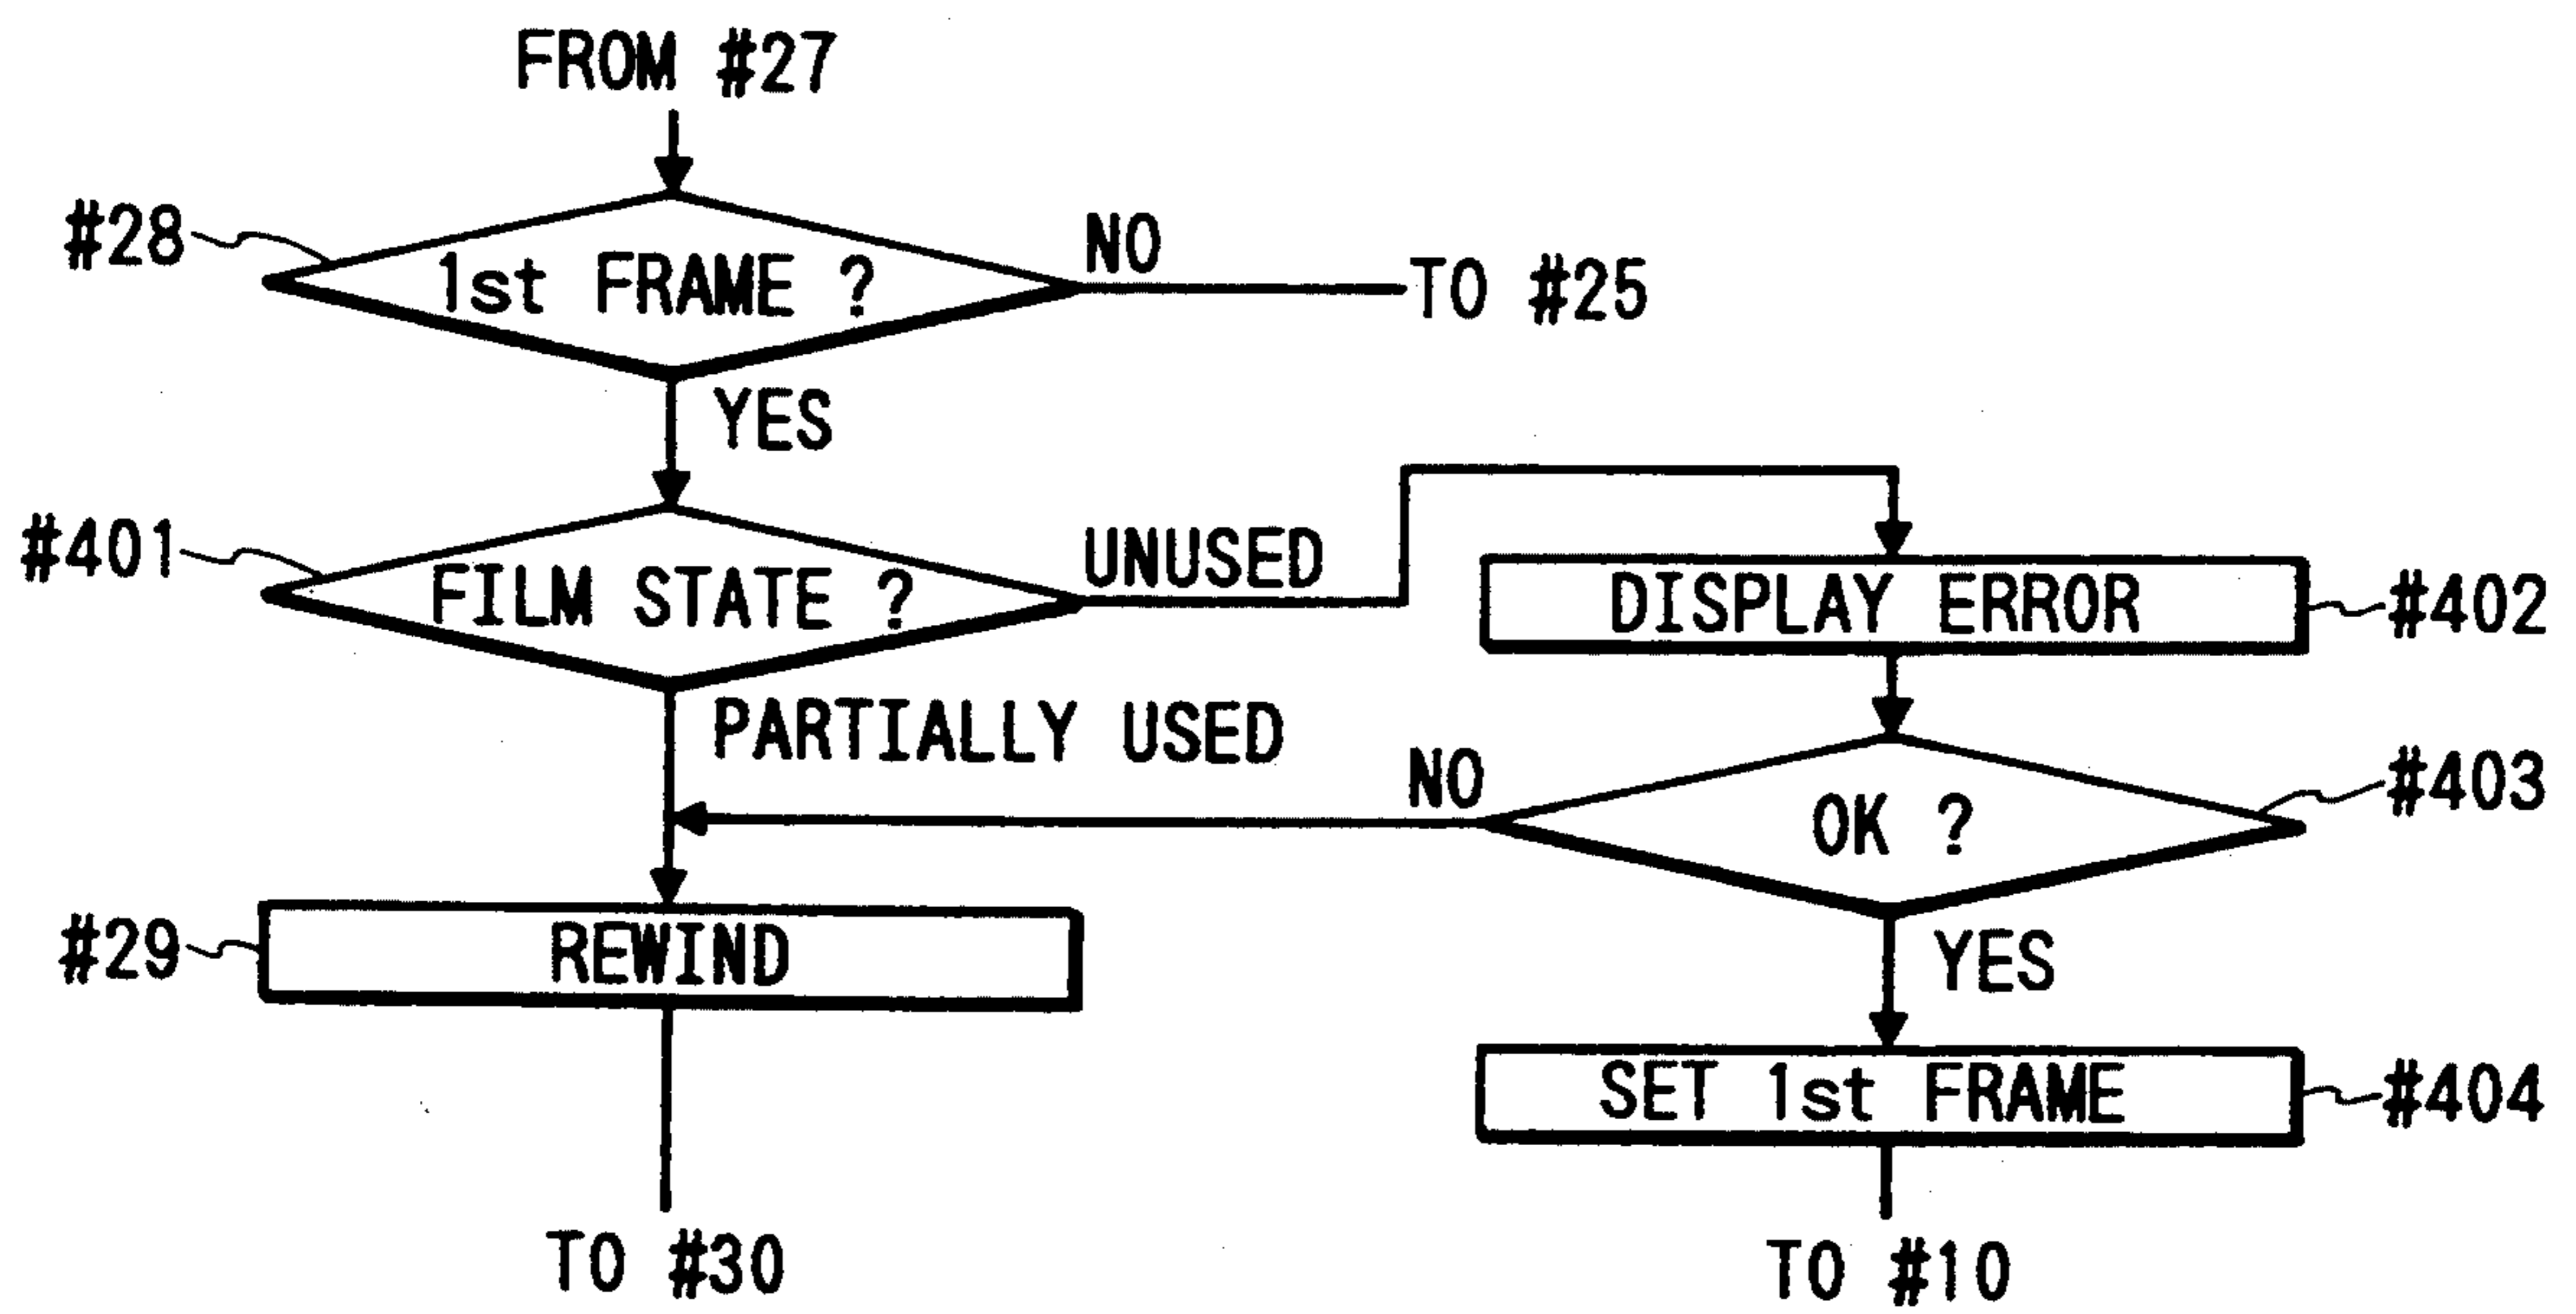 FROM #27
#28
1st FRAME ?
NO
TO #25
YES
#401
FILM STATE ?
UNUSED
DISPLAY ERROR
#402
PARTIALLY USED
NO
OK ?
#403
#29
REWIND
YES
SET 1st FRAME
#404
TO #30
TO #10